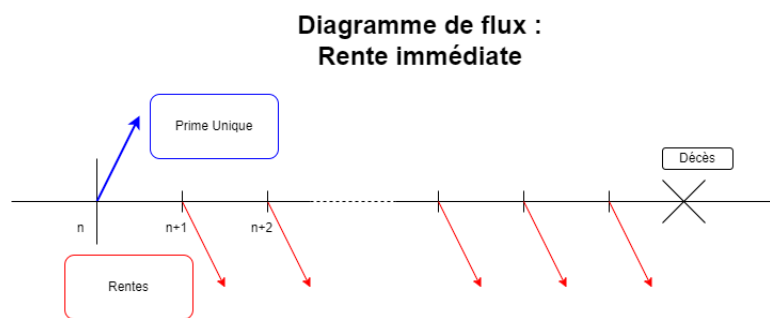 Diagramme de flux :
Rente immédiate
Prime Unique
Décès
n
n+1
n+2
Rentes